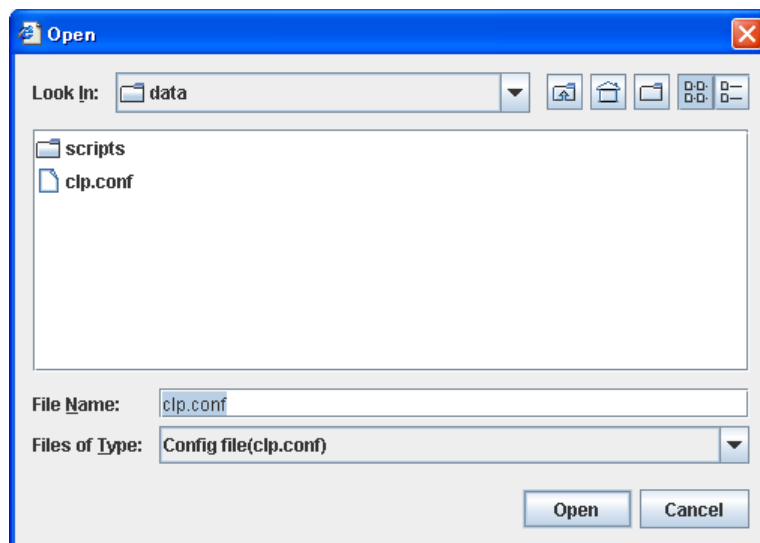 Open
Look In: data
scripts
clp.conf
File Name: clp.conf
Files of Type: Config file(clp.conf)
Open Cancel